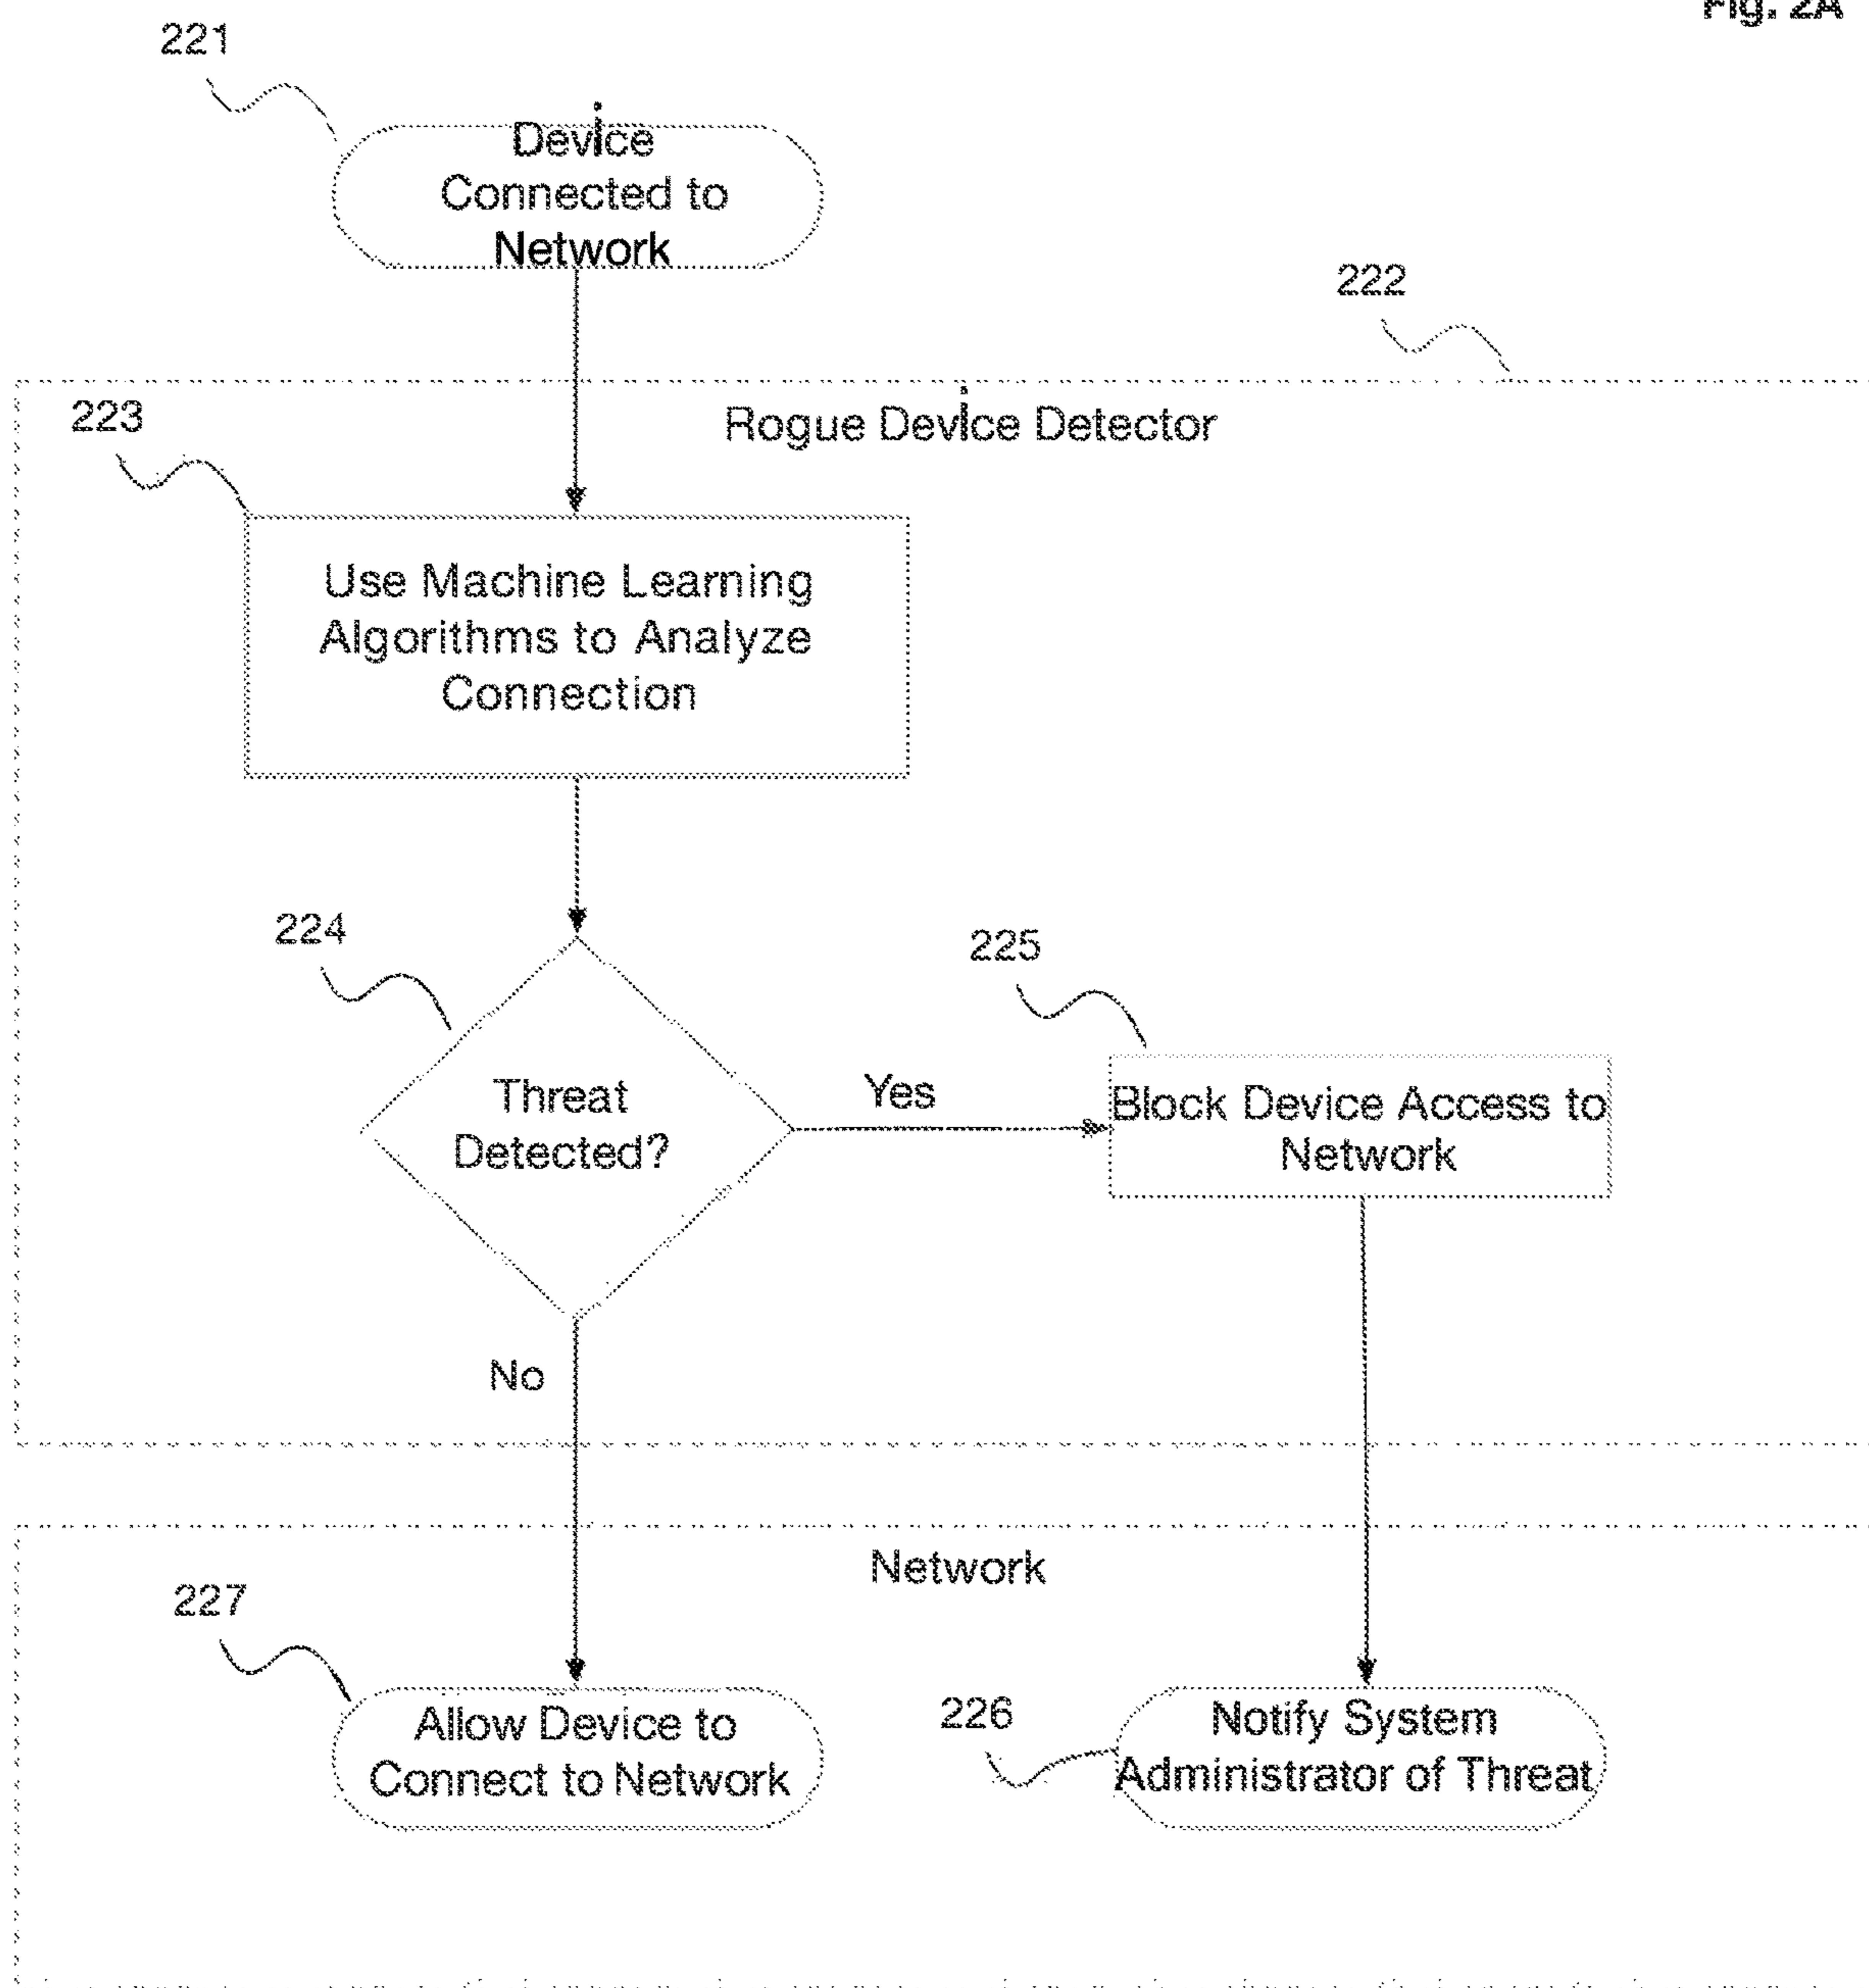 Fig. 2A
221
Device
Connected to
Network
222
223
Rogue Device Detector
Use Machine Learning
Algorithms to Analyze
Connection
224
225
Threat
Detected?
Yes
Block Device Access to
Network
No
Network
227
Allow Device to
Connect to Network
226
Notify System
Administrator of Threat